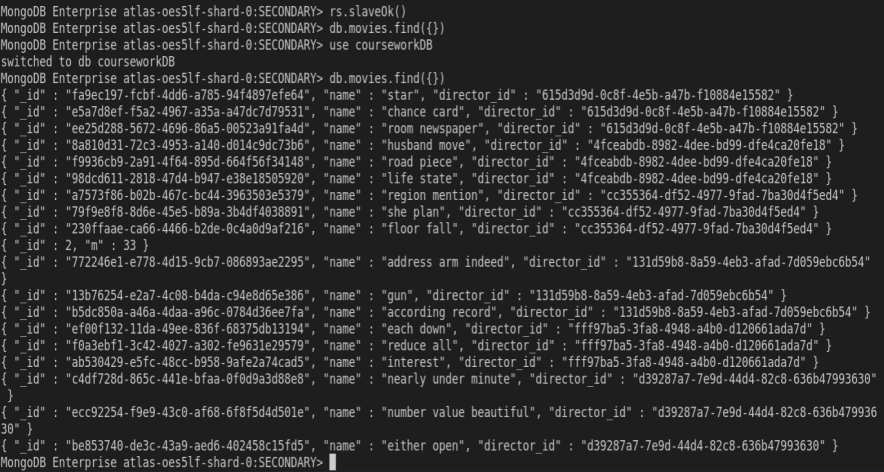 MongoDB Enterprise atlas-oes5lf-shard-0:SECONDARY> rs.slaveOk()
MongoDB Enterprise atlas-oes5lf-shard-0:SECONDARY> db.movies.find({})
MongoDB Enterprise atlas-oes5lf-shard-0:SECONDARY> use courseworkDB
switched to db courseworkDB
MongoDB Enterprise atlas-oes5lf-shard-0:SECONDARY> db.movies.find({})
{ "_id" : "fa9ec197-fcbf-4dd6-a785-94f4897efe64", "name" : "star", "director_id" : "615d3d9d-0c8f-4e5b-a47b-f10884e15582" }
{ "_id" : "e5a7d8ef-f5a2-4967-a35a-a47dc7d79531", "name" : "chance card", "director_id" : "615d3d9d-0c8f-4e5b-a47b-f10884e15582" }
{ "_id" : "ee25d288-5672-4696-86a5-00523a91fa4d", "name" : "room newspaper", "director_id" : "615d3d9d-0c8f-4e5b-a47b-f10884e15582" }
{ "_id" : "8a810d31-72c3-4953-a140-d014c9dc73b6", "name" : "husband move", "director_id" : "4fceabdb-8982-4dee-bd99-dfe4ca20fe18" }
{ "_id" : "f9936cb9-2a91-4f64-895d-664f56f34148", "name" : "road piece", "director_id" : "4fceabdb-8982-4dee-bd99-dfe4ca20fe18" }
{ "_id" : "98dcd611-2818-47d4-b947-e38e18505920", "name" : "life state", "director_id" : "4fceabdb-8982-4dee-bd99-dfe4ca20fe18" }
{ "_id" : "a7573f86-b02b-467c-bc44-3963503e5379", "name" : "region mention", "director_id" : "cc355364-df52-4977-9fad-7ba30d4f5ed4" }
{ "_id" : "79f9e8f8-8d6e-45e5-b89a-3b4df4038891", "name" : "she plan", "director_id" : "cc355364-df52-4977-9fad-7ba30d4f5ed4" }
{ "_id" : "230ffaae-ca66-4466-b2de-0c4a0d9af216", "name" : "floor fall", "director_id" : "cc355364-df52-4977-9fad-7ba30d4f5ed4" }
{ "_id" : 2, "m" : 33 }
{ "_id" : "772246e1-e778-4d15-9cb7-086893ae2295", "name" : "address arm indeed", "director_id" : "131d59b8-8a59-4eb3-afad-7d059ebc6b54"
}
{ "_id" : "13b76254-e2a7-4c08-b4da-c94e8d65e386", "name" : "gun", "director_id" : "131d59b8-8a59-4eb3-afad-7d059ebc6b54" }
{ "_id" : "b5dc850a-a46a-4daa-a96c-0784d36ee7fa", "name" : "according record", "director_id" : "131d59b8-8a59-4eb3-afad-7d059ebc6b54" }
{ "_id" : "ef00f132-11da-49ee-836f-68375db13194", "name" : "each down", "director_id" : "fff97ba5-3fa8-4948-a4b0-d120661ada7d" }
{ "_id" : "f0a3ebf1-3c42-4027-a302-fe9631e29579", "name" : "reduce all", "director_id" : "fff97ba5-3fa8-4948-a4b0-d120661ada7d" }
{ "_id" : "ab530429-e5fc-48cc-b958-9afe2a74cad5", "name" : "interest", "director_id" : "fff97ba5-3fa8-4948-a4b0-d120661ada7d" }
{ "_id" : "c4df728d-865c-441e-bfaa-0f0d9a3d88e8", "name" : "nearly under minute", "director_id" : "d39287a7-7e9d-44d4-82c8-636b47993630"
}
{ "_id" : "ecc92254-f9e9-43c0-af68-6f8f5d4d501e", "name" : "number value beautiful", "director_id" : "d39287a7-7e9d-44d4-82c8-636b479936
30" }
{ "_id" : "be853740-de3c-43a9-aed6-402458c15fd5", "name" : "either open", "director_id" : "d39287a7-7e9d-44d4-82c8-636b47993630" }
MongoDB Enterprise atlas-oes5lf-shard-0:SECONDARY>